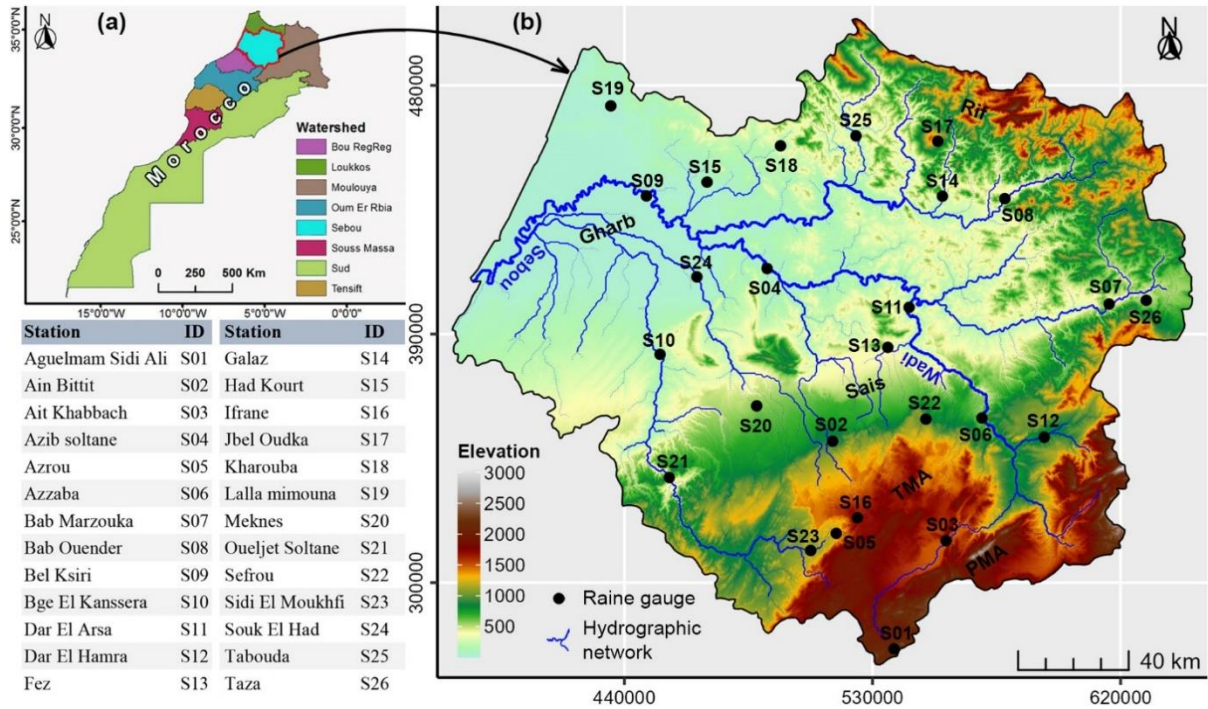 (a)
N
35°0'0"N
30°0'0"N
25°0'0"N
Morocco
Watershed
Bou RegReg
Loukkos
Moulouya
Oum Er Rbia
Sebou
Souss Massa
Sud
Tensift
0 250 500 Km
15°0'0"W 10°0'0"W 5°0'0"W 0°0'0"
Station ID Station ID
Aguelmam Sidi Ali S01 Galaz S14
Ain Bittit S02 Had Kourt S15
Ait Khabbach S03 Ifrane S16
Azib soltane S04 Jbel Oudka S17
Azrou S05 Kharouba S18
Azzaba S06 Lalla mimouna S19
Bab Marzouka S07 Meknes S20
Bab Ouender S08 Oueljet Soltane S21
Bel Ksiri S09 Sefrou S22
Bge El Kanssera S10 Sidi El Moukhfi S23
Dar El Arsa S11 Souk El Had S24
Dar El Hamra S12 Tabouda S25
Fez S13 Taza S26
(b)
N
480000
390000
300000
S19
Rif
S25
S17
S18
S15
S09
S14
S08
Gharb
Sebou
S24
S04
S07
S11
S26
S10
S13
Wadi
Sais
S20
S02
S22
S06
S12
S21
TMA
S16
S23
S05
S03
PMA
S01
Elevation
3000
2500
2000
1500
1000
500
Raine gauge
Hydrographic
network
40 km
440000 530000 620000